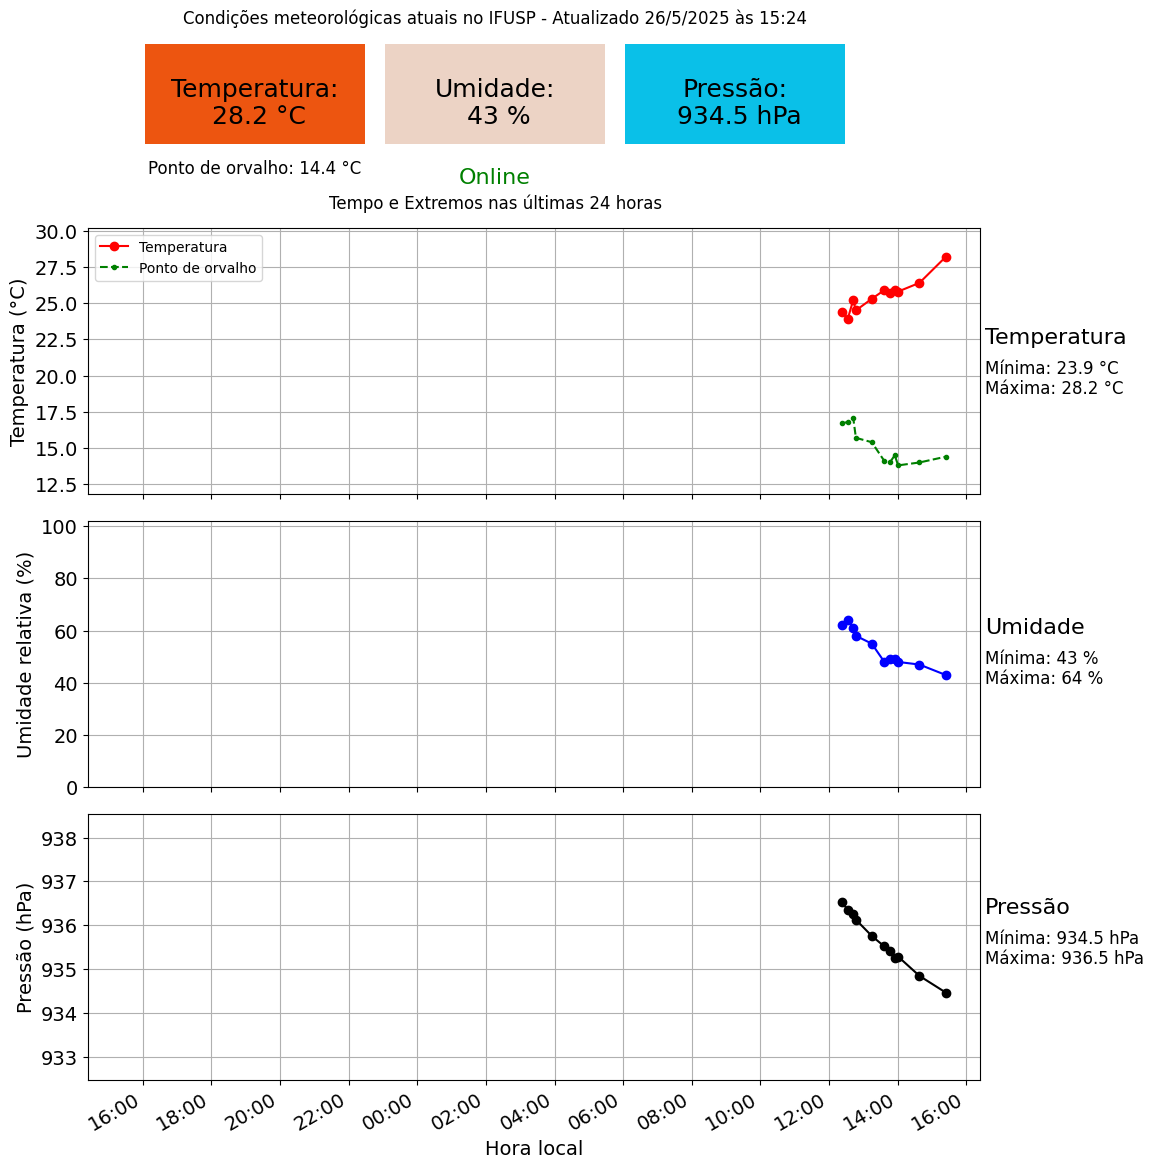 Condições meteorológicas atuais no IFUSP - Atualizado 26/5/2025 às 15:24
Temperatura:
28.2 °C
Umidade:
43 %
Pressão:
934.5 hPa
Ponto de orvalho: 14.4 °C
Online
Tempo e Extremos nas últimas 24 horas
Temperatura (°C)
30.0
27.5
25.0
22.5
20.0
17.5
15.0
12.5
Temperatura
Ponto de orvalho
Temperatura
Mínima: 23.9 °C
Máxima: 28.2 °C
Umidade relativa (%)
100
80
60
40
20
0
Umidade
Mínima: 43 %
Máxima: 64 %
Pressão (hPa)
938
937
936
935
934
933
Pressão
Mínima: 934.5 hPa
Máxima: 936.5 hPa
16:00 18:00 20:00 22:00 00:00 02:00 04:00 06:00 08:00 10:00 12:00 14:00 16:00
Hora local